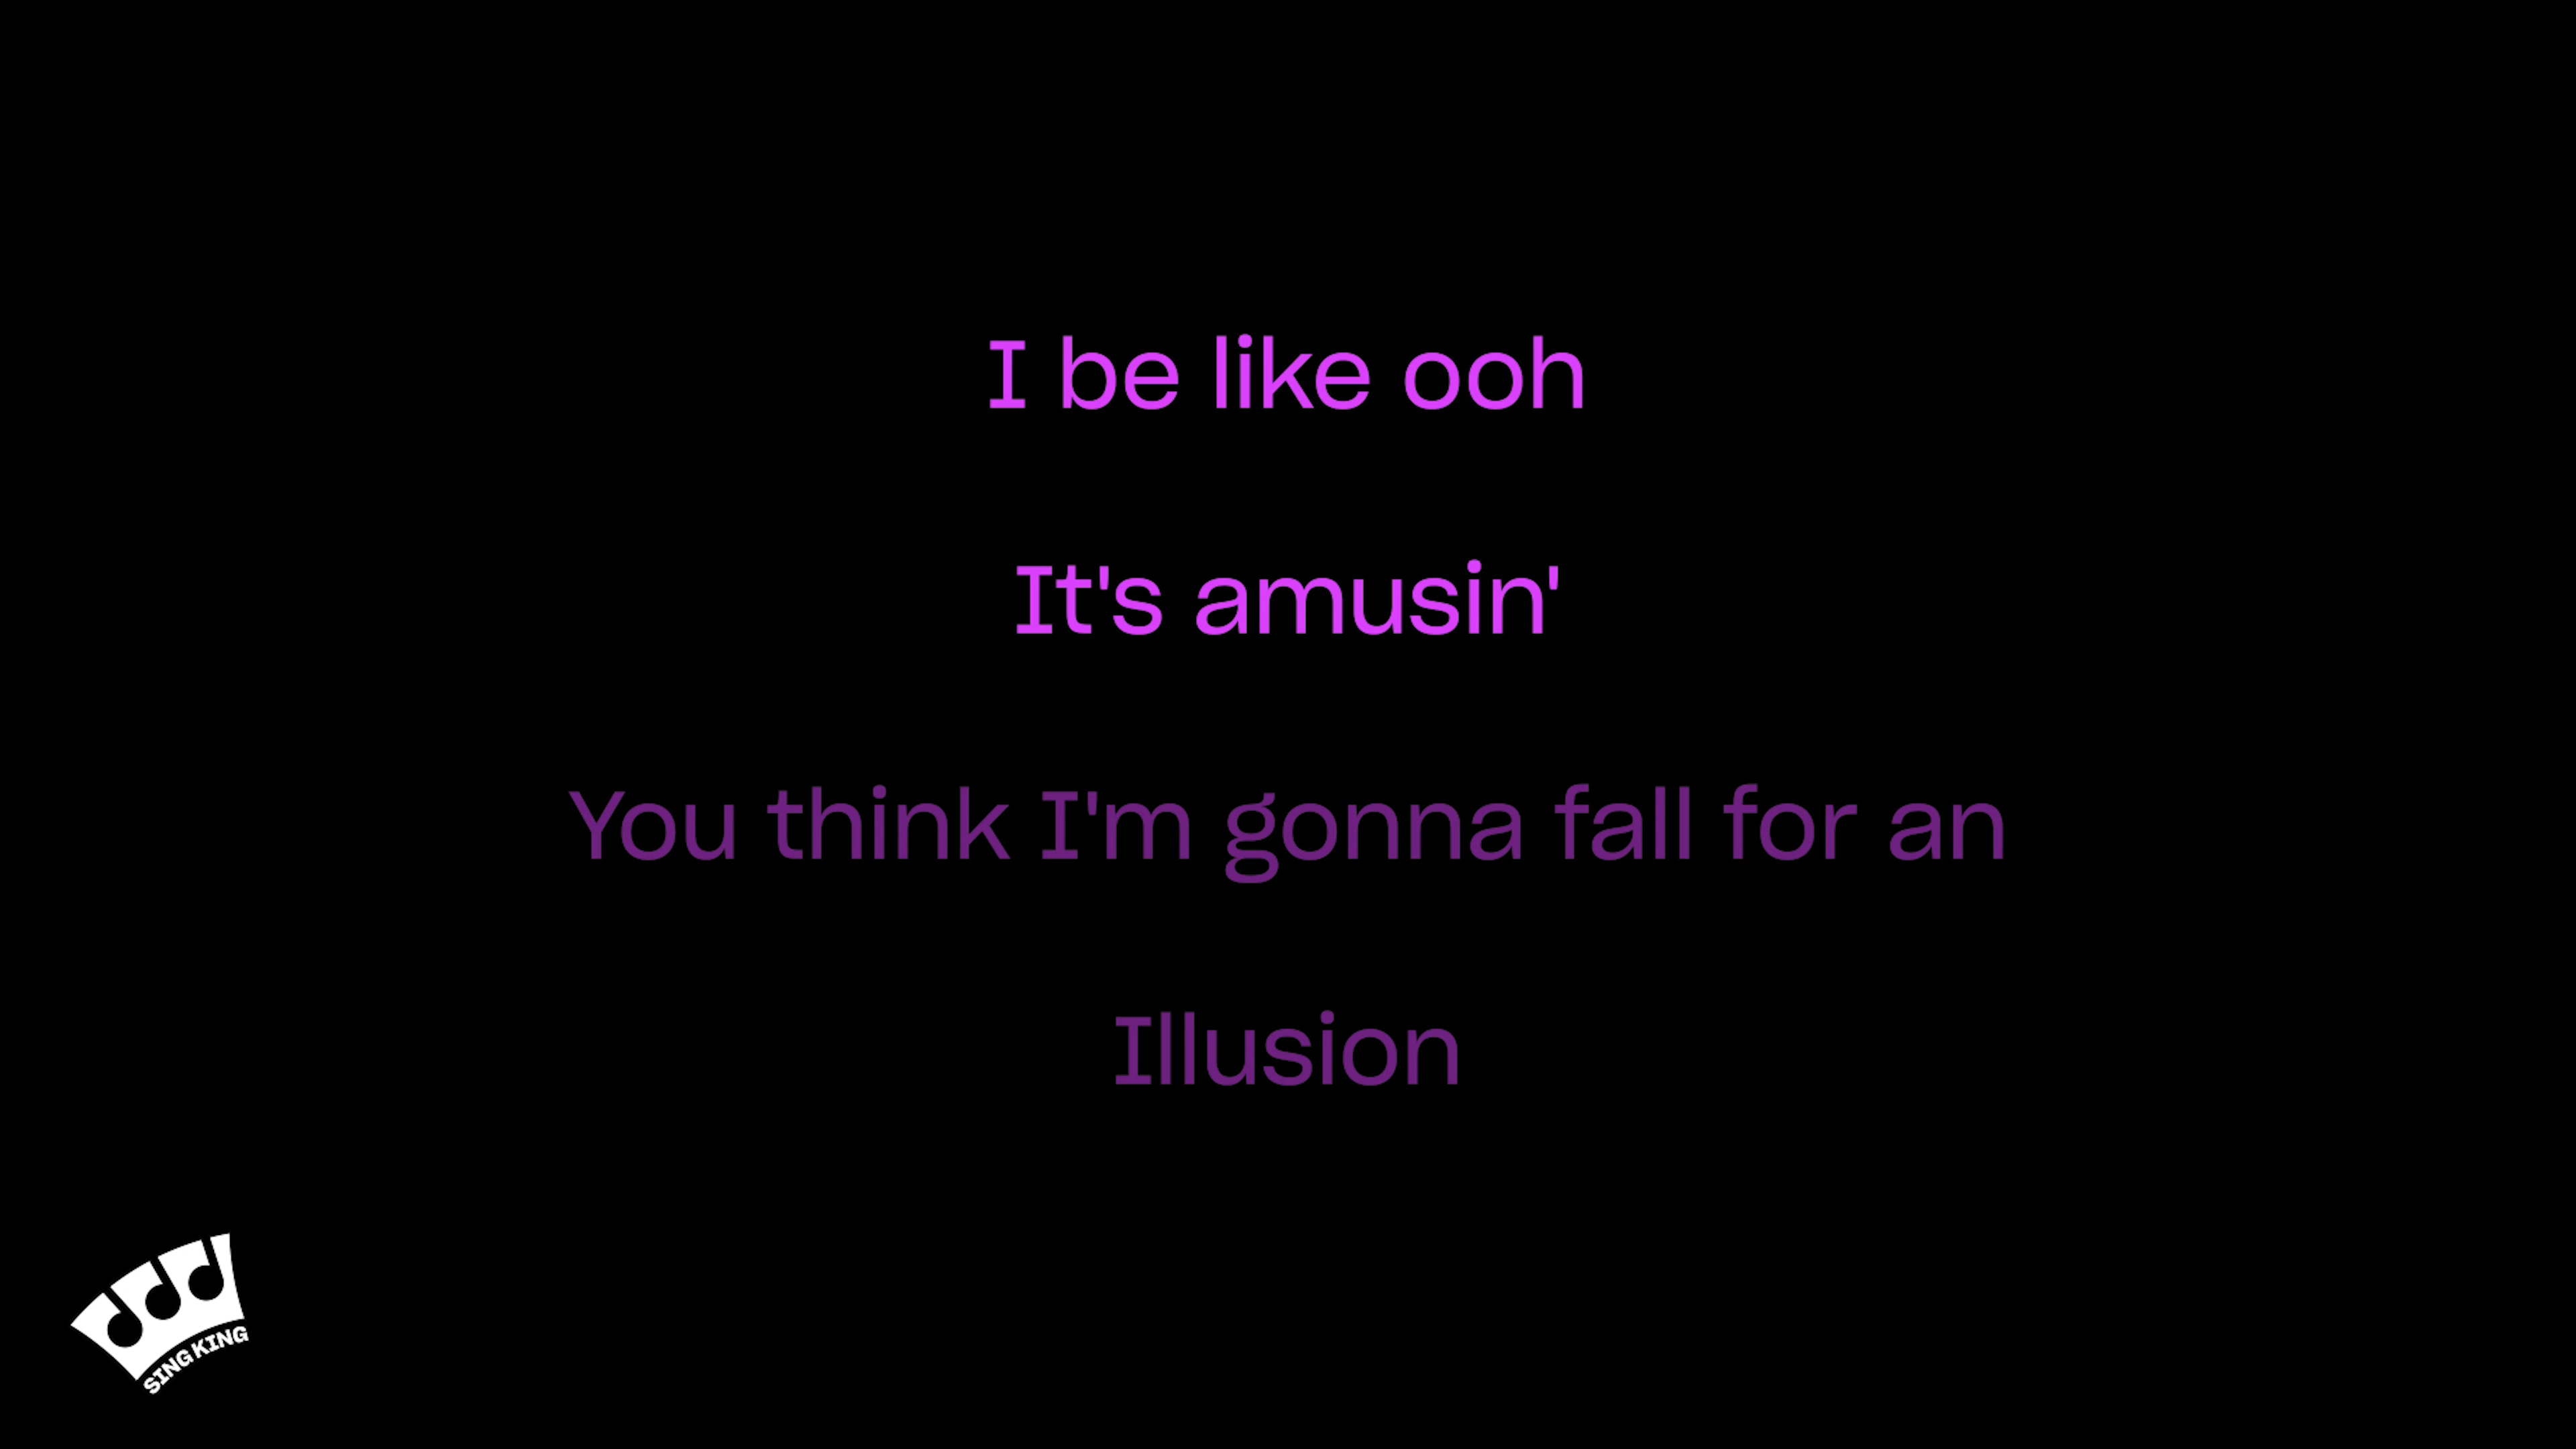 I be like ooh
It's amusin'
You think I'm gonna fall for an
Illusion
SING KING